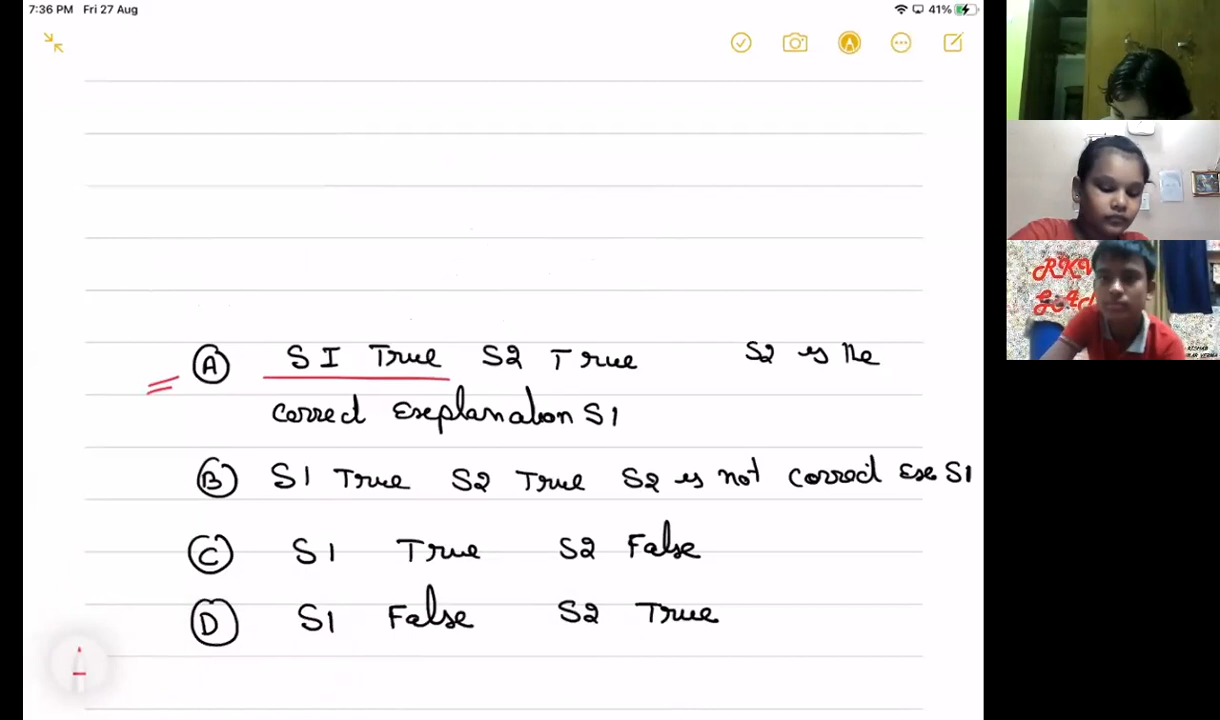 7:36 PM Fri 27 Aug
41%
A S I True S2 True S2 is the
correct Explanation S1
B S1 True S2 True S2 is not correct Exe S1
C S1 True S2 False
D S1 False S2 True